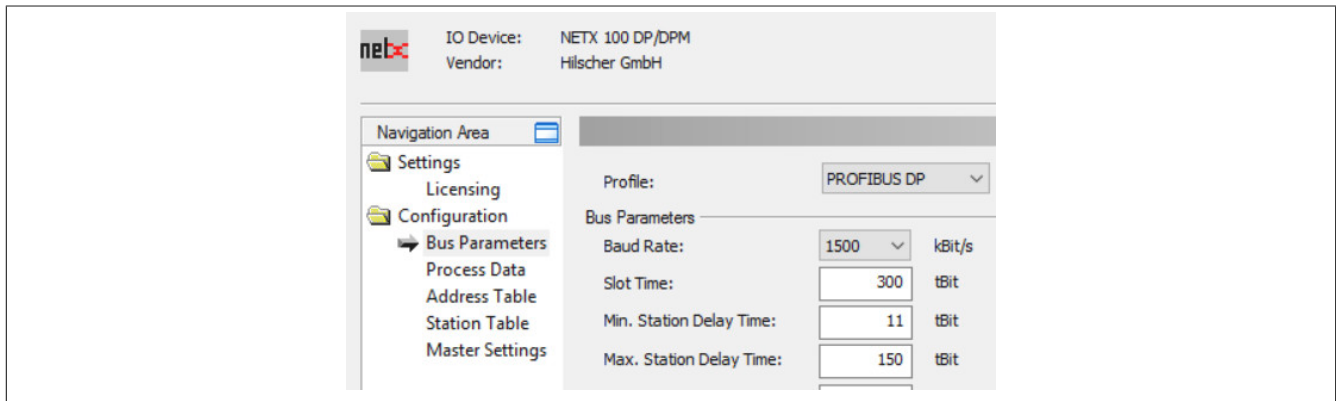 netx
IO Device: NETX 100 DP/DPM
Vendor: Hilscher GmbH
Navigation Area
Settings
Licensing
Configuration
Bus Parameters
Process Data
Address Table
Station Table
Master Settings
Profile: PROFIBUS DP
Bus Parameters
Baud Rate: 1500 kBit/s
Slot Time: 300 tBit
Min. Station Delay Time: 11 tBit
Max. Station Delay Time: 150 tBit